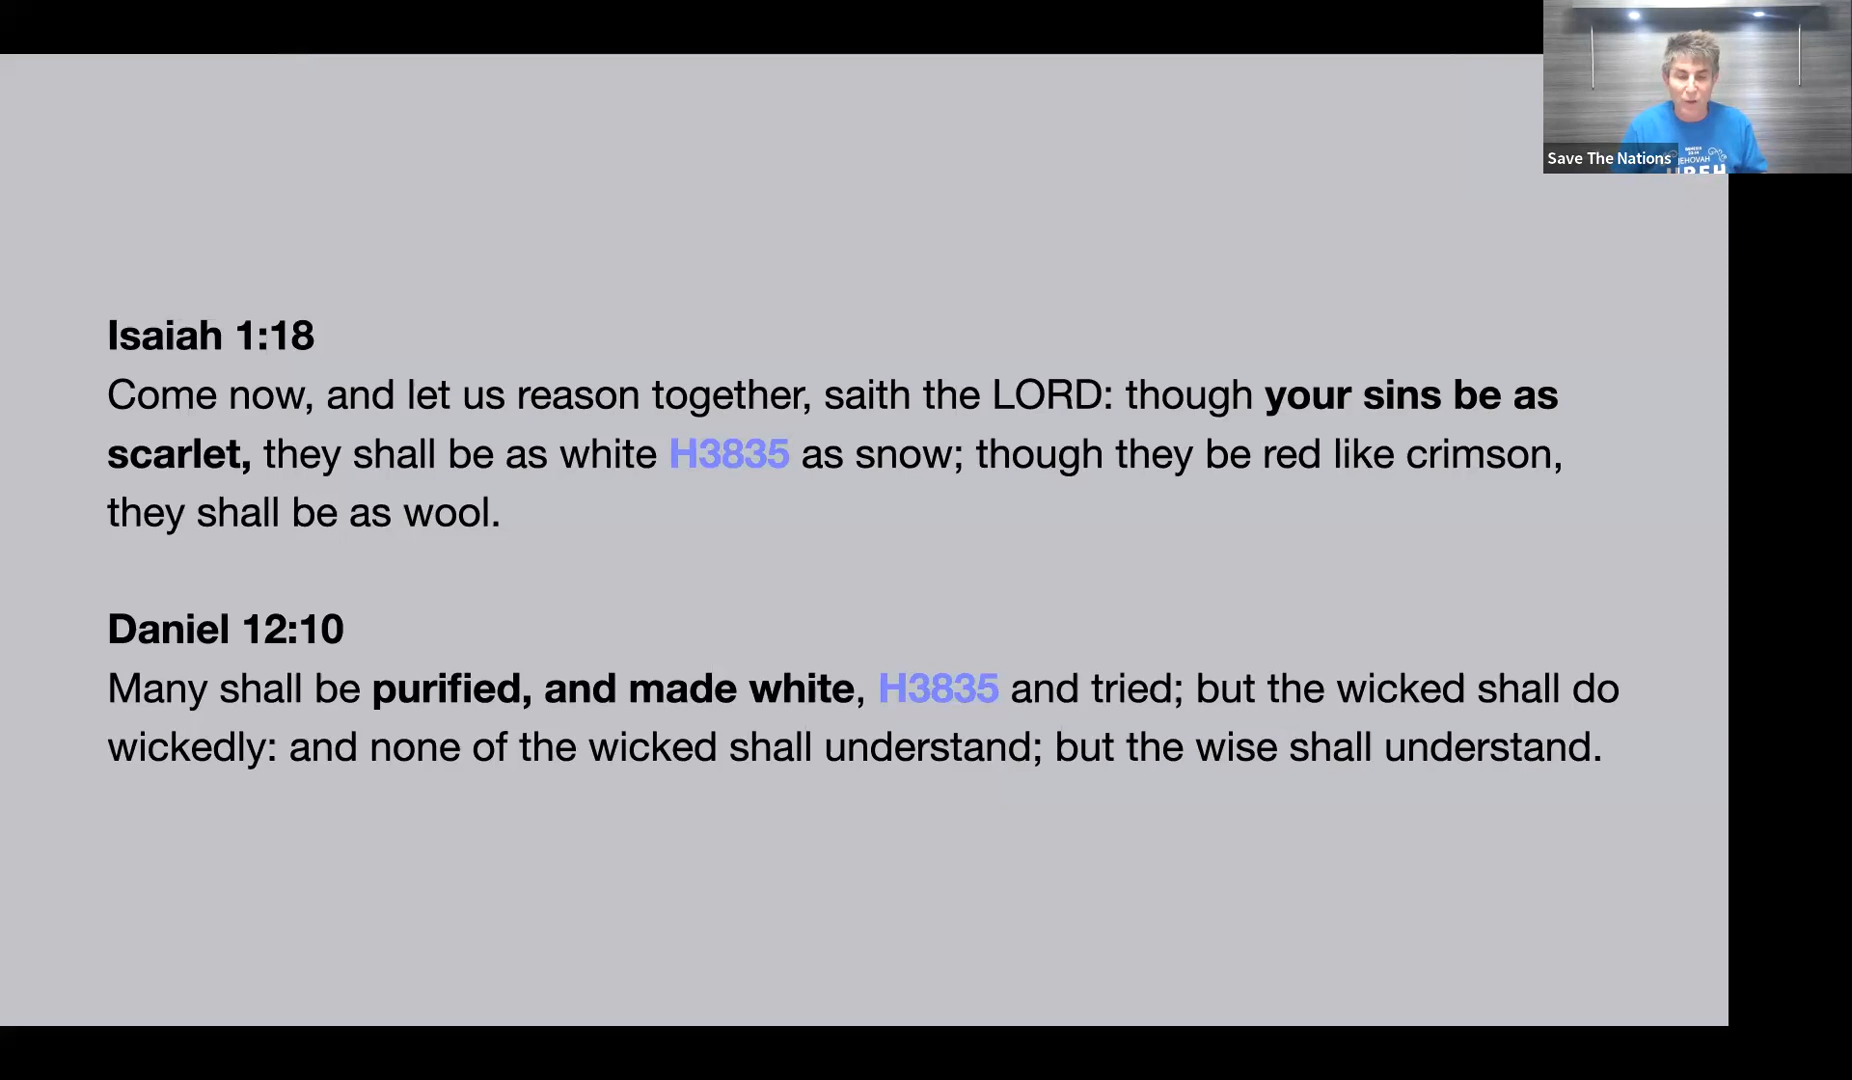 Save The Nations
JEHOVAH
Isaiah 1:18
Come now, and let us reason together, saith the LORD: though your sins be as
scarlet, they shall be as white H3835 as snow; though they be red like crimson,
they shall be as wool.
Daniel 12:10
Many shall be purified, and made white, H3835 and tried; but the wicked shall do
wickedly: and none of the wicked shall understand; but the wise shall understand.